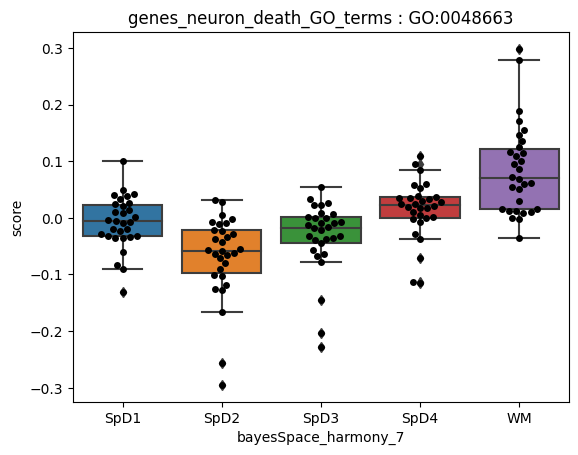 genes_neuron_death_GO_terms : GO:0048663
0.3
0.2
0.1
0.0
−0.1
−0.2
−0.3
score
SpD1 SpD2 SpD3 SpD4 WM
bayesSpace_harmony_7